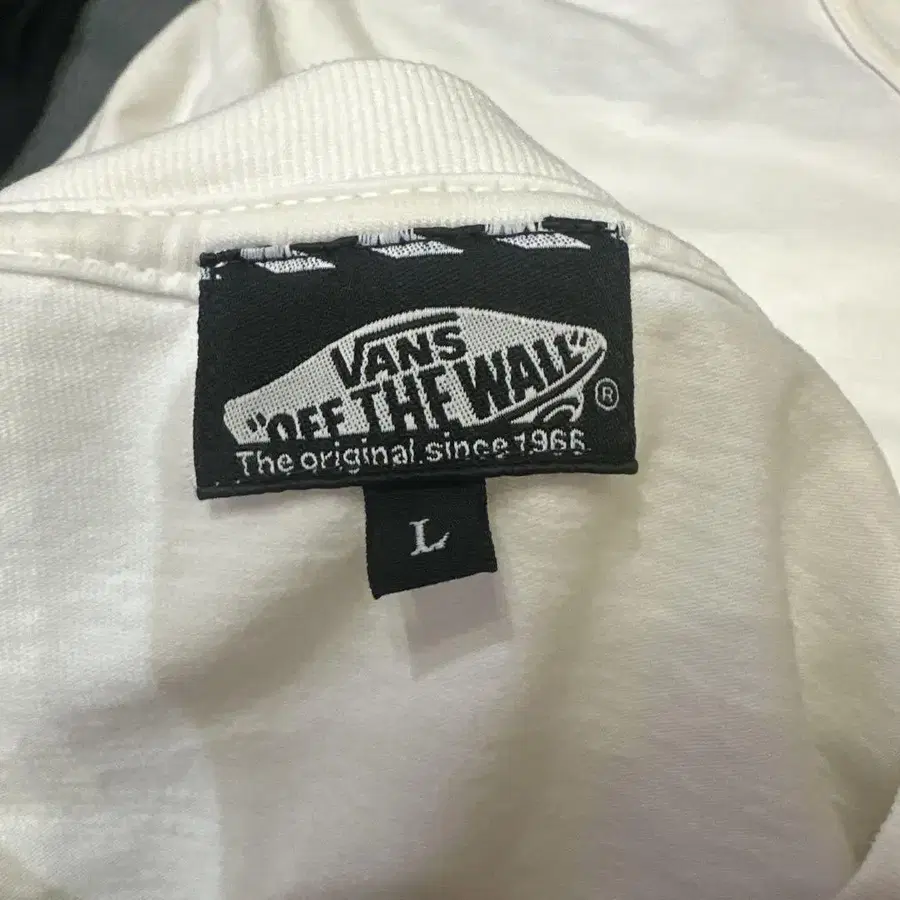 VANS
"OFF THE WALL"
®
The original since 1966
L